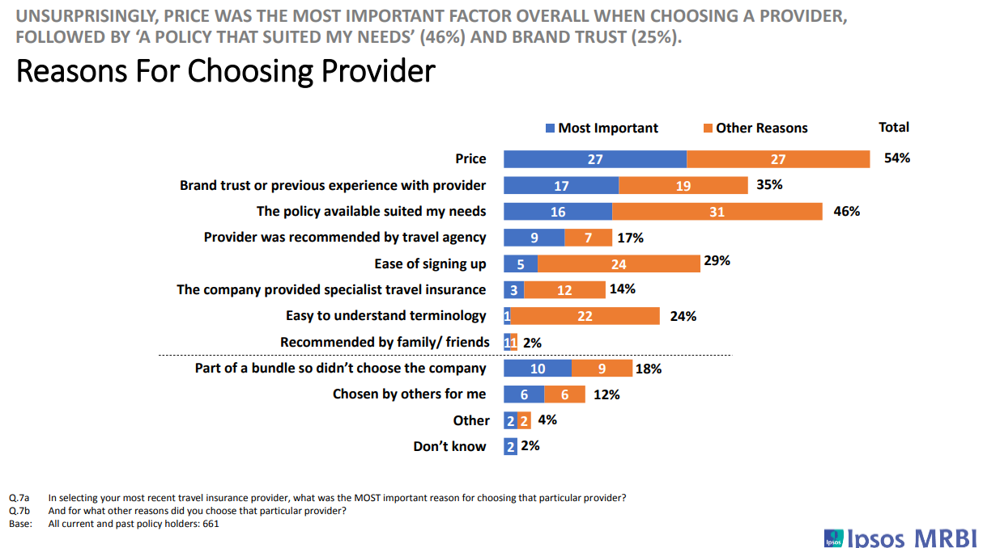 UNSURPRISINGLY, PRICE WAS THE MOST IMPORTANT FACTOR OVERALL WHEN CHOOSING A PROVIDER,
FOLLOWED BY ‘A POLICY THAT SUITED MY NEEDS’ (46%) AND BRAND TRUST (25%).
Reasons For Choosing Provider
Most Important Other Reasons Total
Price 27 27 54%
Brand trust or previous experience with provider 17 19 35%
The policy available suited my needs 16 31 46%
Provider was recommended by travel agency 9 7 17%
Ease of signing up 5 24 29%
The company provided specialist travel insurance 3 12 14%
Easy to understand terminology 1 22 24%
Recommended by family/ friends 1 1 2%
Part of a bundle so didn’t choose the company 10 9 18%
Chosen by others for me 6 6 12%
Other 2 2 4%
Don’t know 2 2%
Q.7a In selecting your most recent travel insurance provider, what was the MOST important reason for choosing that particular provider?
Q.7b And for what other reasons did you choose that particular provider?
Base: All current and past policy holders: 661
Ipsos Ipsos MRBI